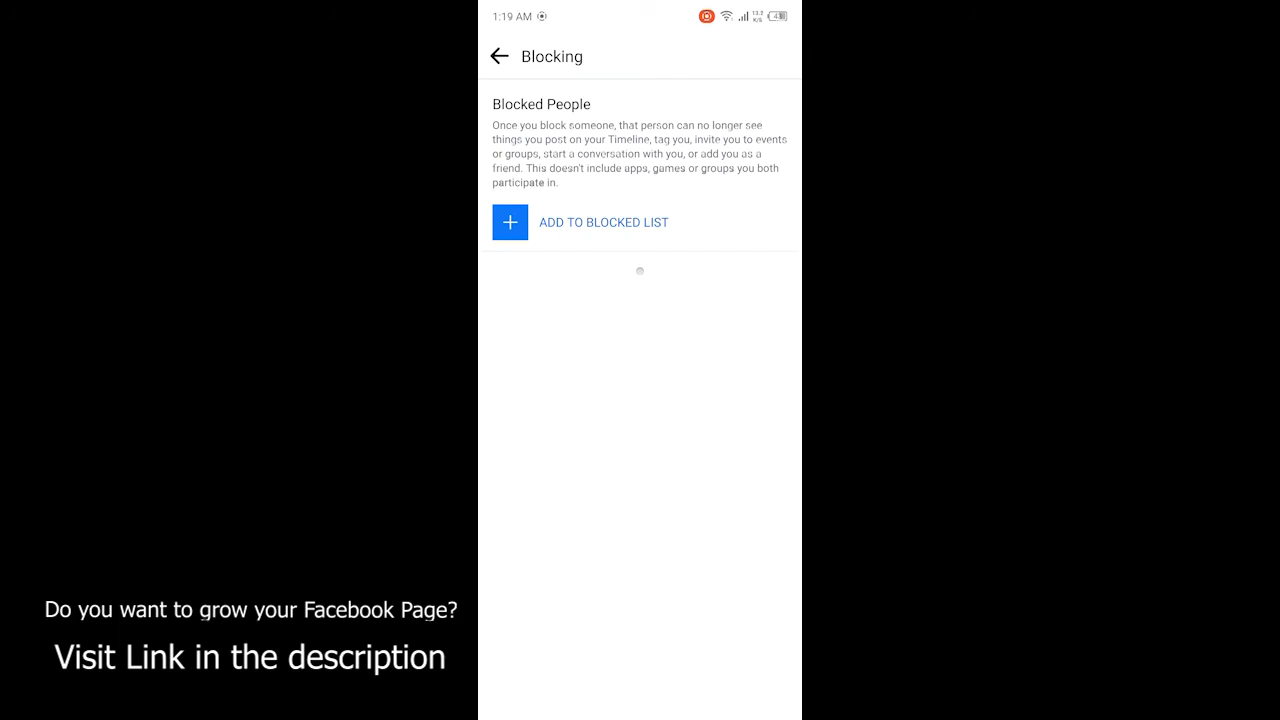 1:19 AM
Blocking
Blocked People
Once you block someone, that person can no longer see
things you post on your Timeline, tag you, invite you to events
or groups, start a conversation with you, or add you as a
friend. This doesn't include apps, games or groups you both
participate in.
ADD TO BLOCKED LIST
Do you want to grow your Facebook Page?
Visit Link in the description